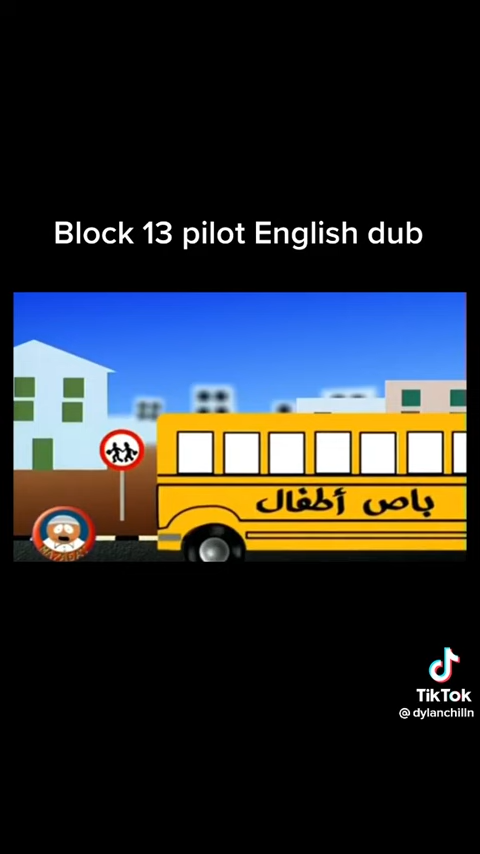 Block 13 pilot English dub
باص أطفال
TikTok
@ dylanchilln